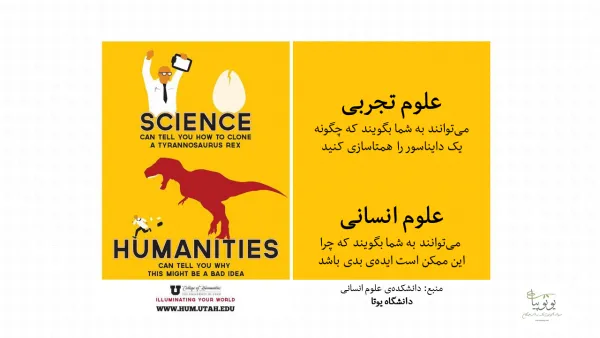 SCIENCE
CAN TELL YOU HOW TO CLONE
A TYRANNOSAURUS REX
HUMANITIES
CAN TELL YOU WHY
THIS MIGHT BE A BAD IDEA
College of Humanities
ILLUMINATING YOUR WORLD
WWW.HUM.UTAH.EDU
علوم تجربی
می‌توانند به شما بگویند که چگونه
یک دایناسور را همتاسازی کنید
علوم انسانی
می‌توانند به شما بگویند که چرا
این ممکن است ایده‌ی بدی باشد
منبع: دانشکده‌ی علوم انسانی
دانشگاه یوتا
یوتوپیا